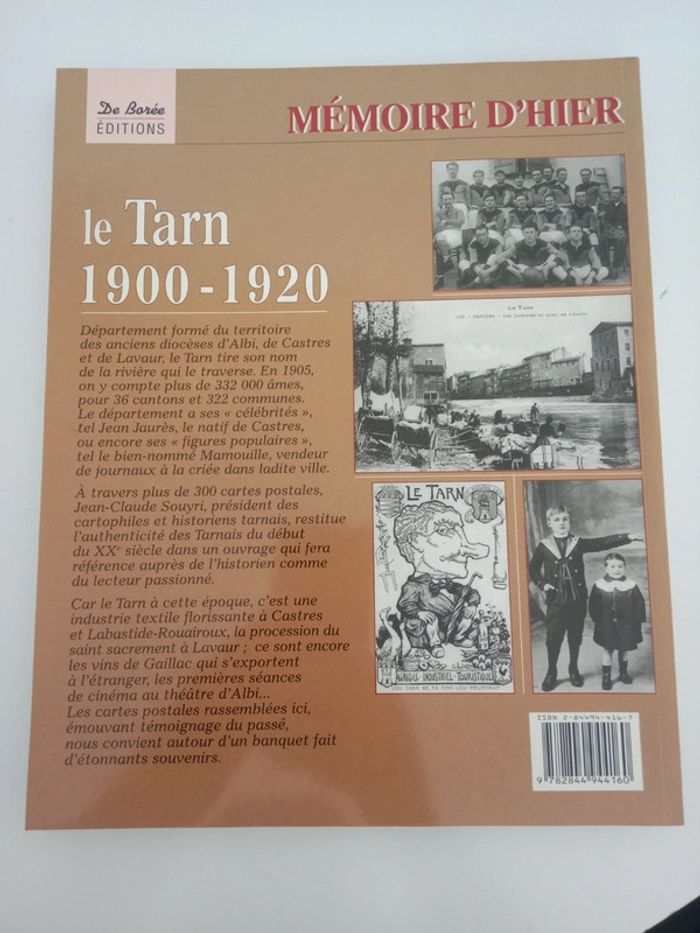 De Borée
ÉDITIONS
MÉMOIRE D'HIER
le Tarn
1900 - 1920
Département formé du territoire
des anciens diocèses d'Albi, de Castres
et de Lavaur, le Tarn tire son nom
de la rivière qui le traverse. En 1905,
on y compte plus de 332 000 âmes,
pour 36 cantons et 322 communes.
Le département a ses « célébrités »,
tel Jean Jaurès, le natif de Castres,
ou encore ses « figures populaires »,
tel le bien-nommé Mamouille, vendeur
de journaux à la criée dans ladite ville.
À travers plus de 300 cartes postales,
Jean-Claude Souyri, président des
cartophiles et historiens tarnais, restitue
l'authenticité des Tarnais du début
du XXe siècle dans un ouvrage qui fera
référence auprès de l'historien comme
du lecteur passionné.
Car le Tarn à cette époque, c'est une
industrie textile florissante à Castres
et Labastide-Rouairoux, la procession du
saint sacrement à Lavaur ; ce sont encore
les vins de Gaillac qui s'exportent
à l'étranger, les premières séances
de cinéma au théâtre d'Albi...
Les cartes postales rassemblées ici,
émouvant témoignage du passé,
nous convient autour d'un banquet fait
d'étonnants souvenirs.
LE TARN
CASTRES
LE TARN
AGRICOLE INDUSTRIEL-TOURISTIQUE
ISBN 2-84494-416-7
9 782844 944160